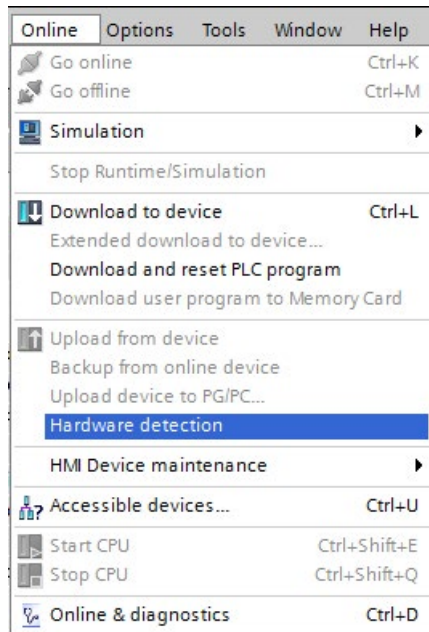 Online Options Tools Window Help
Go online Ctrl+K
Go offline Ctrl+M
Simulation
Stop Runtime/Simulation
Download to device Ctrl+L
Extended download to device...
Download and reset PLC program
Download user program to Memory Card
Upload from device
Backup from online device
Upload device to PG/PC...
Hardware detection
HMI Device maintenance
Accessible devices... Ctrl+U
Start CPU Ctrl+Shift+E
Stop CPU Ctrl+Shift+Q
Online & diagnostics Ctrl+D